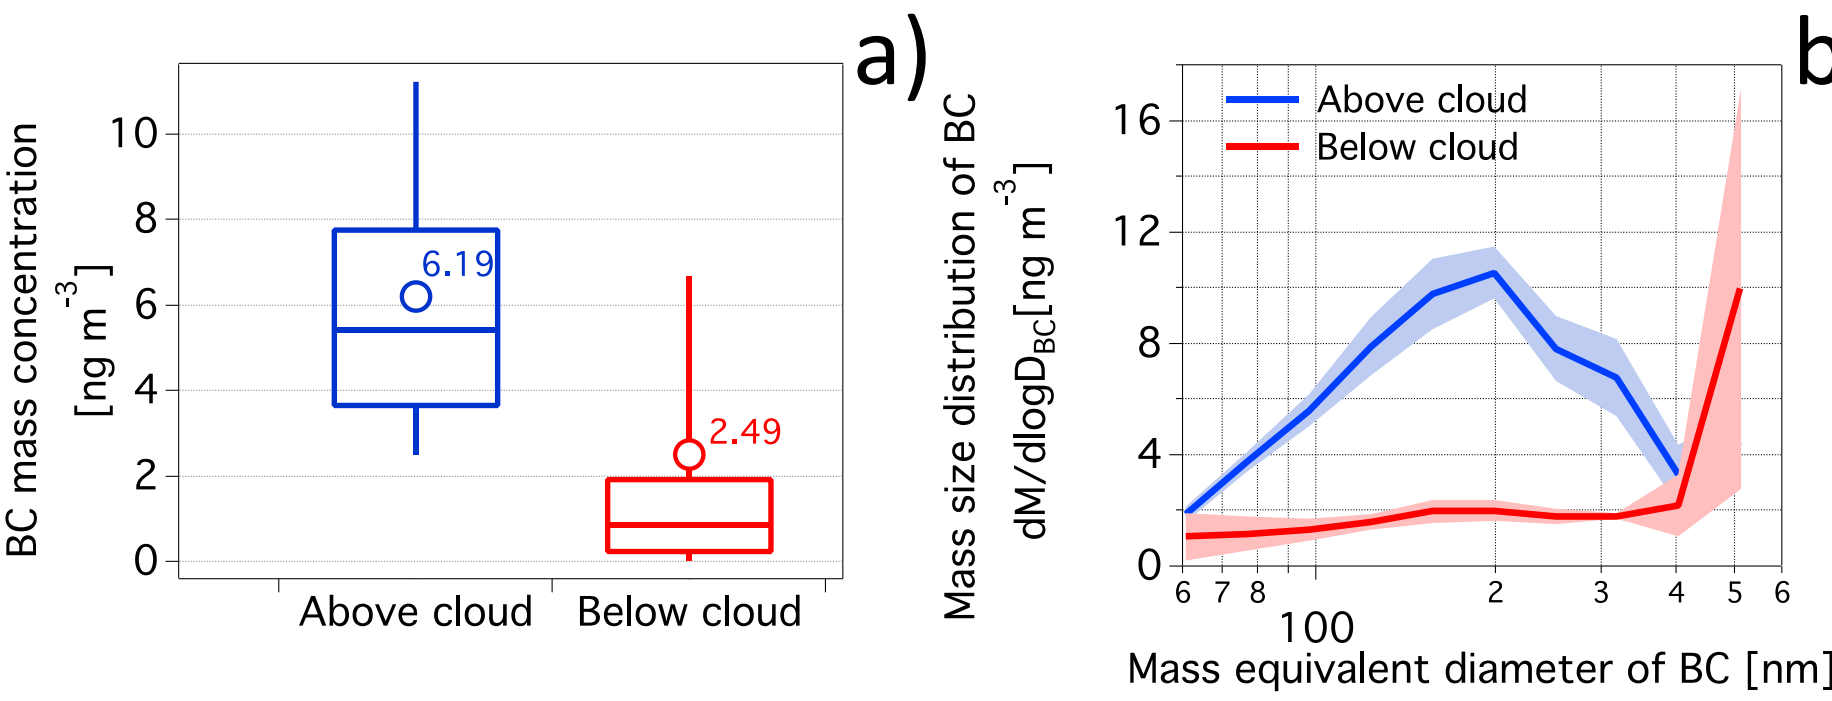 a)
BC mass concentration
[ng m-3]
10
8
6
4
2
0
6.19
2.49
Above cloud
Below cloud
b
Mass size distribution of BC
dM/dlogDBC[ng m-3]
16
12
8
4
0
Above cloud
Below cloud
6 7 8 2 3 4 5 6
100
Mass equivalent diameter of BC [nm]